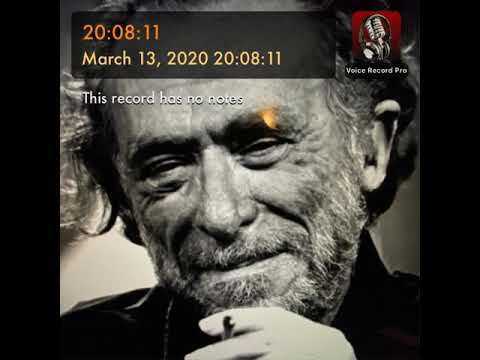 20:08:11
March 13, 2020 20:08:11
Voice Record Pro
This record has no notes